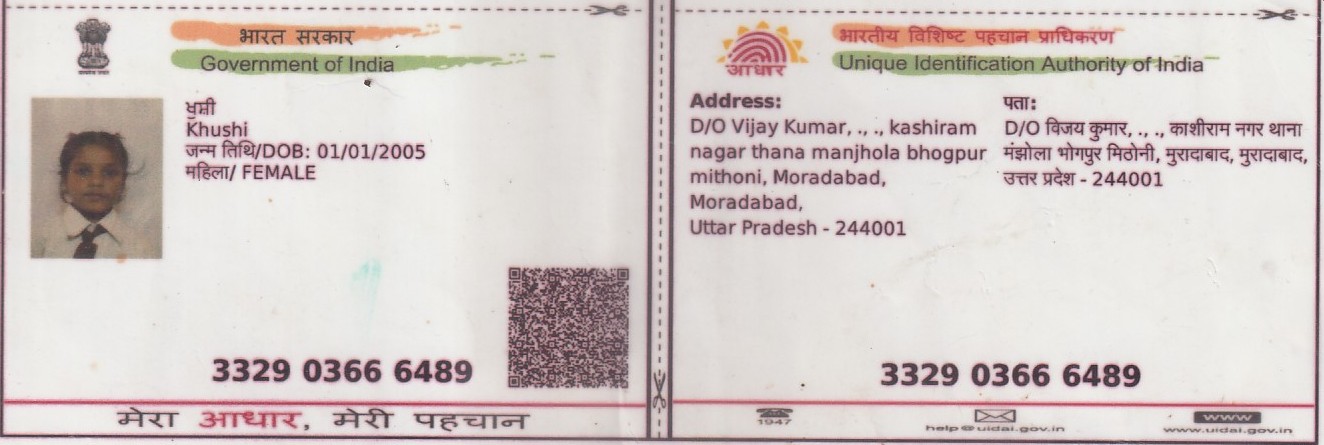 भारत सरकार
Government of India
खुशी
Khushi
जन्म तिथि/DOB: 01/01/2005
महिला/ FEMALE
3329 0366 6489
मेरा आधार, मेरी पहचान
आधार
भारतीय विशिष्ट पहचान प्राधिकरण
Unique Identification Authority of India
Address:
D/O Vijay Kumar, ., ., kashiram
nagar thana manjhola bhogpur
mithoni, Moradabad,
Moradabad,
Uttar Pradesh - 244001
पता:
D/O विजय कुमार, ., ., काशीराम नगर थाना
मंझोला भोगपुर मिठोनी, मुरादाबाद, मुरादाबाद,
उत्तर प्रदेश - 244001
3329 0366 6489
1947
help@uidai.gov.in
www
www.uidai.gov.in